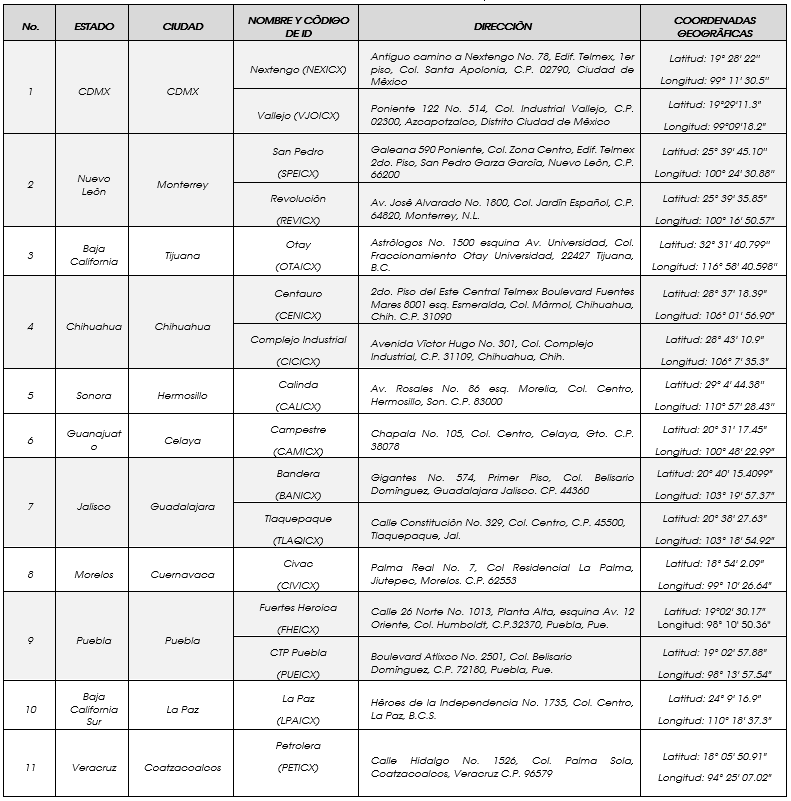 No.
ESTADO
CIUDAD
NOMBRE Y CÓDIGO
DE ID
DIRECCIÓN
COORDENADAS
GEOGRÁFICAS
1
CDMX
CDMX
Nextengo (NEXICX)
Antiguo camino a Nextengo No. 78, Edif. Telmex, 1er
piso, Col. Santa Apolonia, C.P. 02790, Ciudad de
México
Latitud: 19° 28' 22"
Longitud: 99° 11' 30.5"
Vallejo (VJOICX)
Poniente 122 No. 514, Col. Industrial Vallejo, C.P.
02300, Azcapotzalco, Distrito Ciudad de México
Latitud: 19°29'11.3"
Longitud: 99°09'18.2"
2
Nuevo
León
Monterrey
San Pedro
(SPEICX)
Galeana 590 Poniente, Col. Zona Centro, Edif. Telmex
2do. Piso, San Pedro Garza García, Nuevo León, C.P.
66200
Latitud: 25° 39' 45.10"
Longitud: 100° 24' 30.88"
Revolución
(REVICX)
Av. José Alvarado No. 1800, Col. Jardín Español, C.P.
64820, Monterrey, N.L.
Latitud: 25° 39' 35.85"
Longitud: 100° 16' 50.57"
3
Baja
California
Tijuana
Otay
(OTAICX)
Astrólogos No. 1500 esquina Av. Universidad, Col.
Fraccionamiento Otay Universidad, 22427 Tijuana,
B.C.
Latitud: 32° 31' 40.799"
Longitud: 116° 58' 40.598"
4
Chihuahua
Chihuahua
Centauro
(CENICX)
2do. Piso del Este Central Telmex Boulevard Fuentes
Mares 8001 esq. Esmeralda, Col. Mármol, Chihuahua,
Chih. C.P. 31090
Latitud: 28° 37' 18.39"
Longitud: 106° 01' 56.90"
Complejo Industrial
(CICICX)
Avenida Víctor Hugo No. 301, Col. Complejo
Industrial, C.P. 31109, Chihuahua, Chih.
Latitud: 28° 43' 10.9"
Longitud: 106° 7' 35.3"
5
Sonora
Hermosillo
Calinda
(CALICX)
Av. Rosales No. 86 esq. Morelia, Col. Centro,
Hermosillo, Son. C.P. 83000
Latitud: 29° 4' 44.38"
Longitud: 110° 57' 28.43"
6
Guanajuat
o
Celaya
Campestre
(CAMICX)
Chapala No. 105, Col. Centro, Celaya, Gto. C.P.
38078
Latitud: 20° 31' 17.45"
Longitud: 100° 48' 22.99"
7
Jalisco
Guadalajara
Bandera
(BANICX)
Gigantes No. 574, Primer Piso, Col. Belisario
Domínguez, Guadalajara Jalisco. CP. 44360
Latitud: 20° 40' 15.4099"
Longitud: 103° 19' 57.37"
Tlaquepaque
(TLAQICX)
Calle Constitución No. 329, Col. Centro, C.P. 45500,
Tlaquepaque, Jal.
Latitud: 20° 38' 27.63"
Longitud: 103° 18' 54.92"
8
Morelos
Cuernavaca
Civac
(CIVICX)
Palma Real No. 7, Col Residencial La Palma,
Jiutepec, Morelos. C.P. 62553
Latitud: 18° 54' 2.09"
Longitud: 99° 10' 26.64"
9
Puebla
Puebla
Fuertes Heroica
(FHEICX)
Calle 26 Norte No. 1013, Planta Alta, esquina Av. 12
Oriente, Col. Humboldt, C.P.32370, Puebla, Pue.
Latitud: 19°02' 30.17"
Longitud: 98° 10' 50.36"
CTP Puebla
(PUEICX)
Boulevard Atlixco No. 2501, Col. Belisario
Domínguez, C.P. 72180, Puebla, Pue.
Latitud: 19° 02' 57.88"
Longitud: 98° 13' 57.54"
10
Baja
California
Sur
La Paz
La Paz
(LPAICX)
Héroes de la Independencia No. 1735, Col. Centro,
La Paz, B.C.S.
Latitud: 24° 9' 16.9"
Longitud: 110° 18' 37.3"
11
Veracruz
Coatzacoalcos
Petrolera
(PETICX)
Calle Hidalgo No. 1526, Col. Palma Sola,
Coatzacoalcos, Veracruz C.P. 96579
Latitud: 18° 05' 50.91"
Longitud: 94° 25' 07.02"